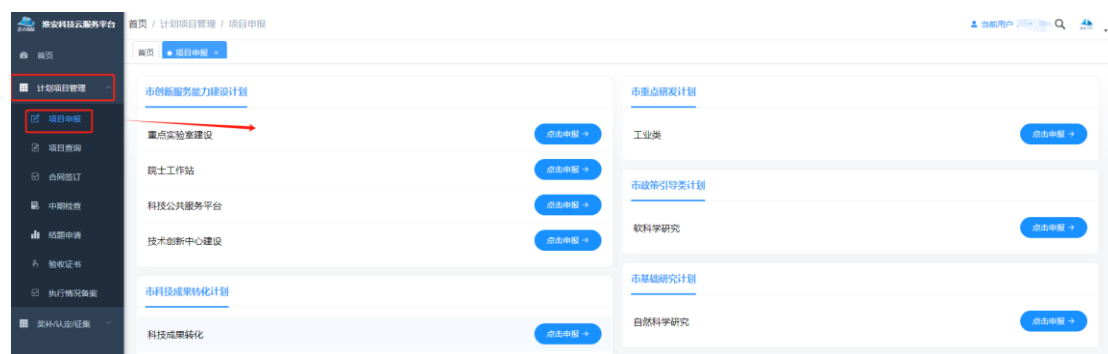 淮安科技云服务平台
首页 / 计划项目管理 / 项目申报
当前用户
首页
首页
项目申报 ×
计划项目管理
项目申报
项目查询
合同签订
中期检查
结题申请
验收证书
执行情况备案
奖补/认定/征集
市创新服务能力建设计划
重点实验室建设
点击申报 →
院士工作站
点击申报 →
科技公共服务平台
点击申报 →
技术创新中心建设
点击申报 →
市科技成果转化计划
科技成果转化
点击申报 →
市重点研发计划
工业类
点击申报 →
市政策引导类计划
软科学研究
点击申报 →
市基础研究计划
自然科学研究
点击申报 →